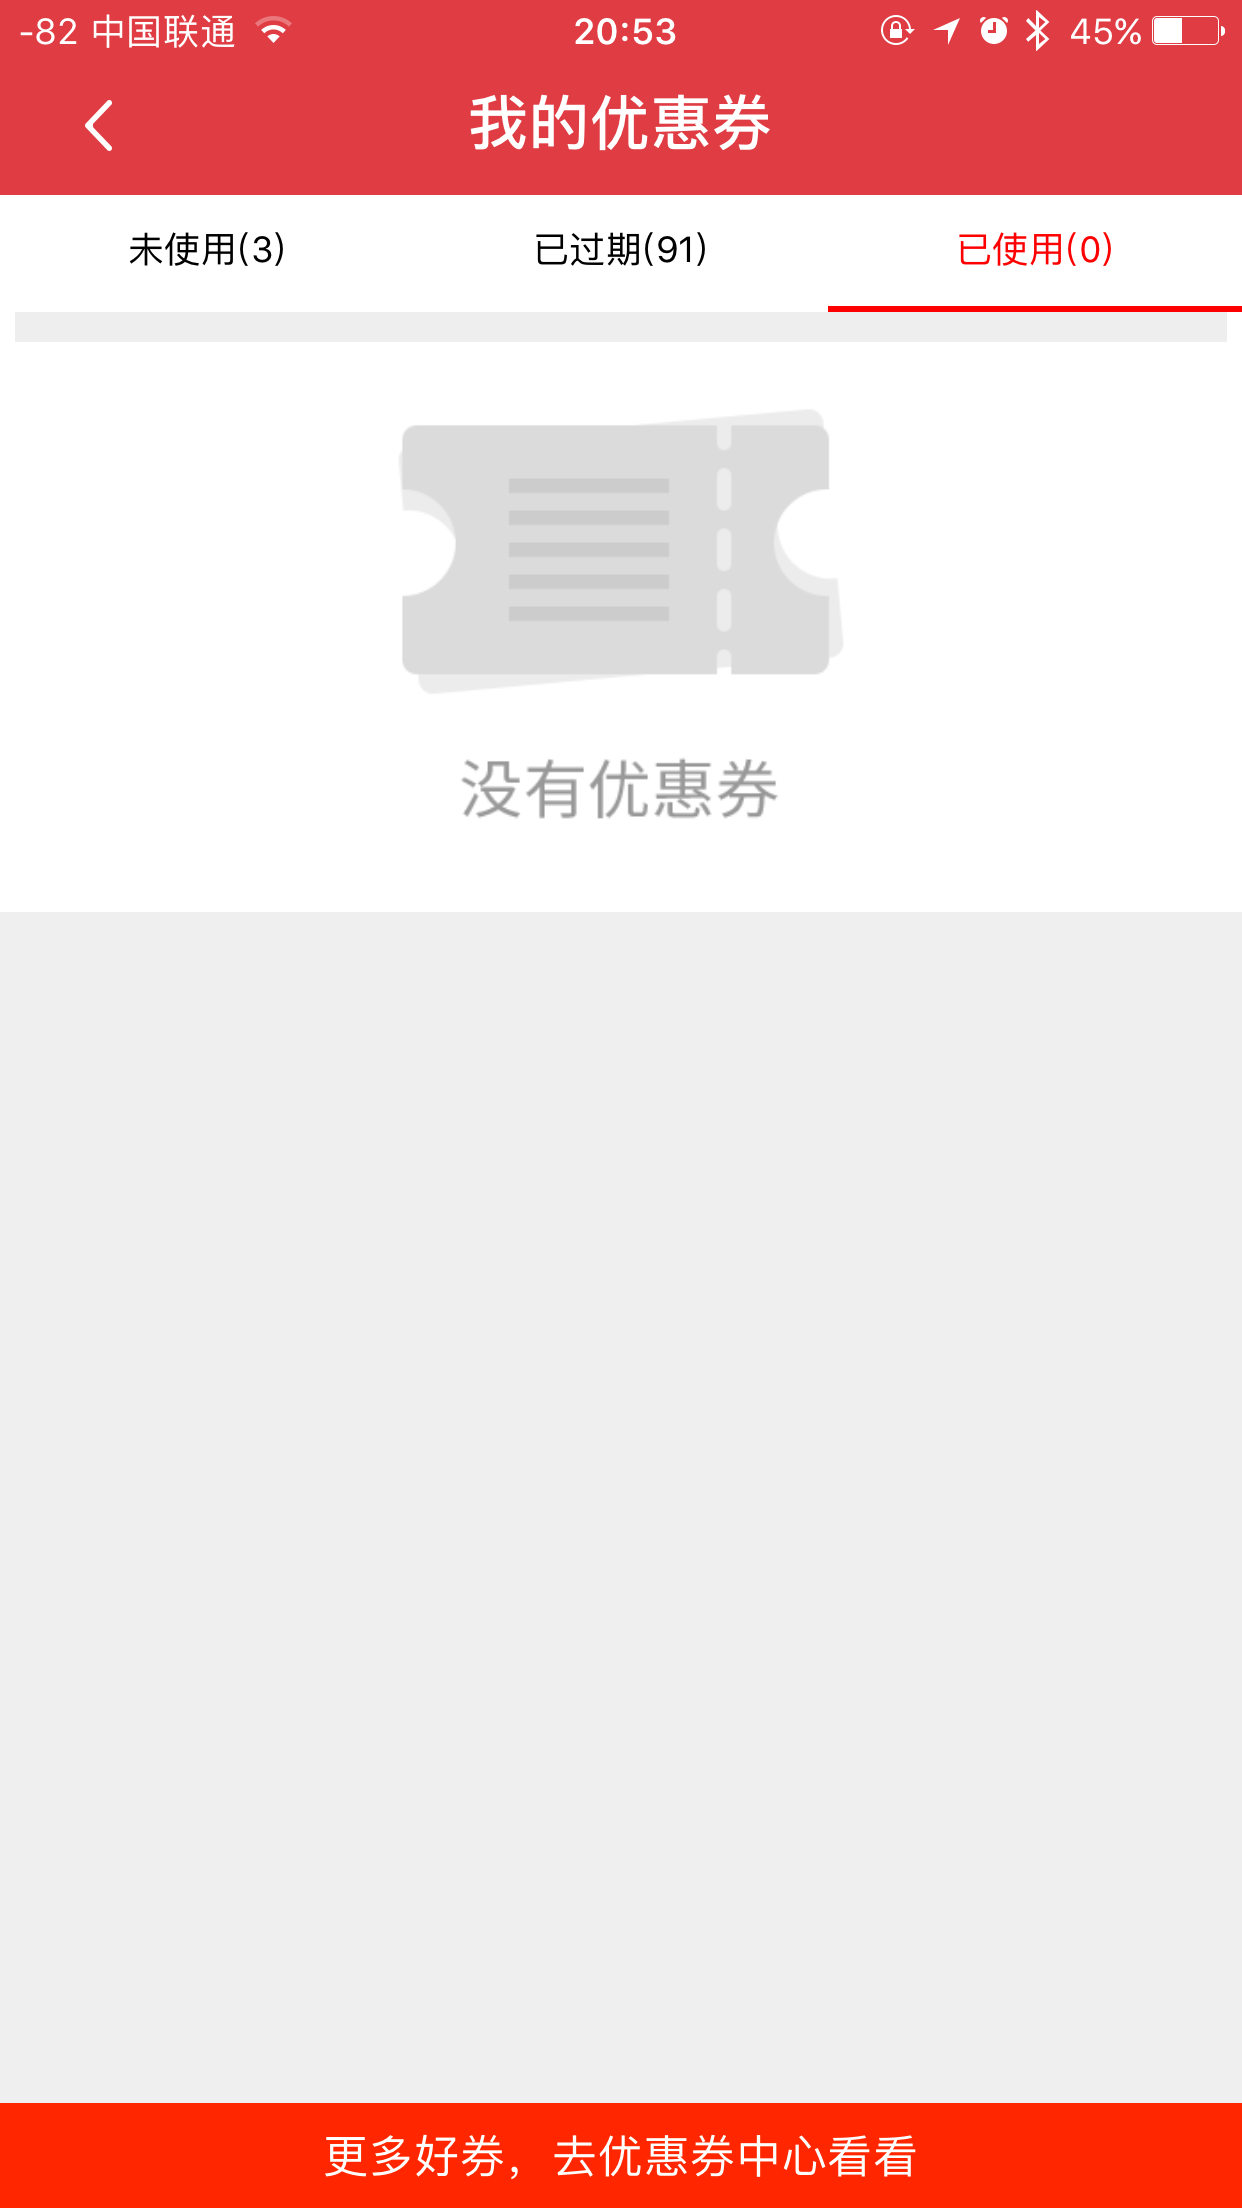 -82 中国联通 20:53 45%
我的优惠券
未使用(3) 已过期(91) 已使用(0)
没有优惠券
更多好券，去优惠券中心看看